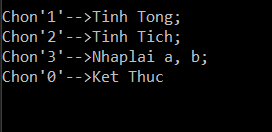 Chon'1'-->Tinh Tong;
Chon'2'-->Tinh Tich;
Chon'3'-->Nhaplai a, b;
Chon'0'-->Ket Thuc